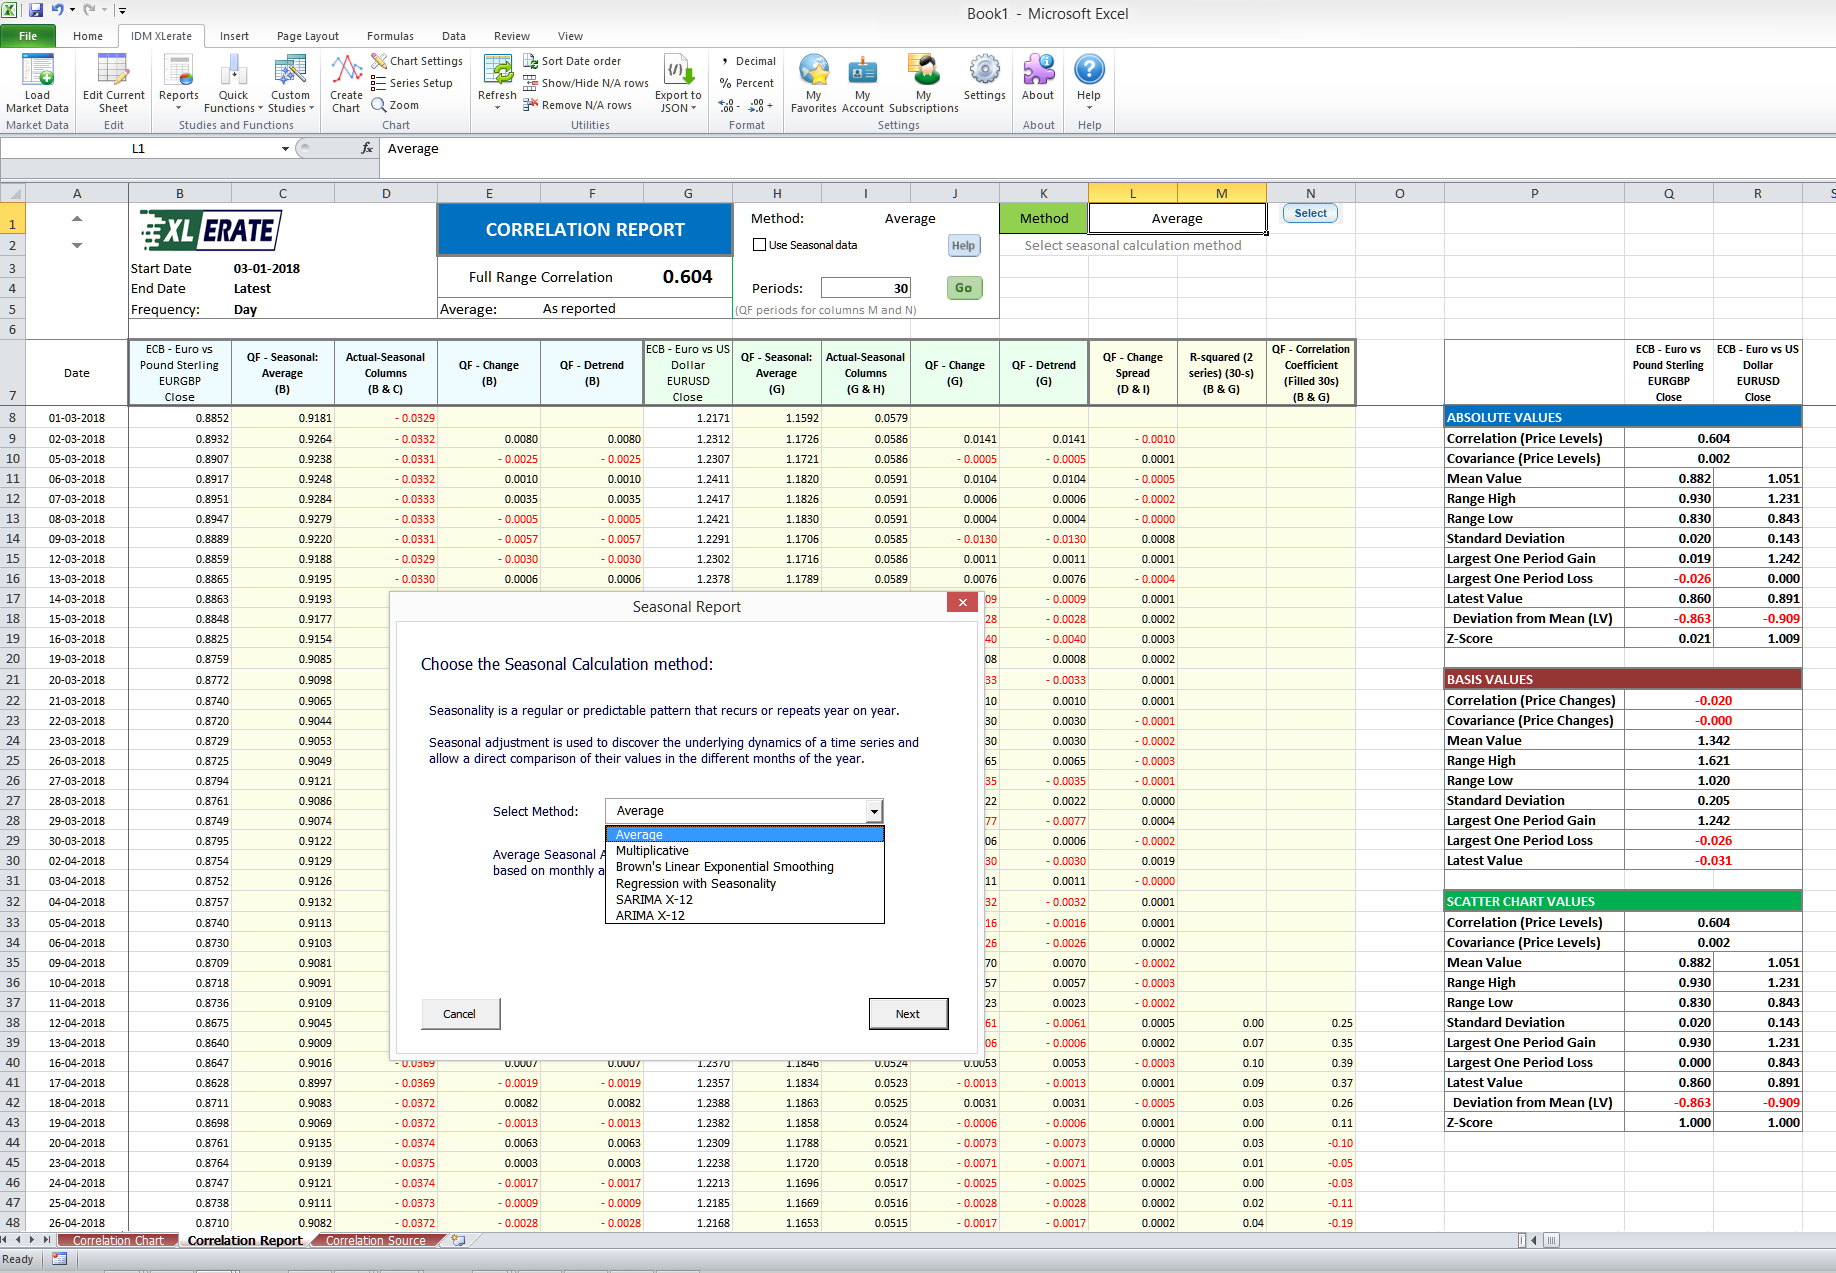 Book1 - Microsoft Excel
File Home IDM XLerate Insert Page Layout Formulas Data Review View
Load Market Data
Edit Current Sheet
Reports
Quick Functions
Custom Studies
Create Chart
Chart Settings
Series Setup
Zoom
Refresh
Sort Date order
Show/Hide N/A rows
Remove N/A rows
Export to JSON
Decimal
% Percent
My Favorites
My Account
My Subscriptions
Settings
About
Help
Market Data Edit Studies and Functions Chart Utilities Format Settings About Help
L1 fx Average
A B C D E F G H I J K L M N O P Q R S
1 XLERATE CORRELATION REPORT Method: Average Method Average Select
2 Use Seasonal data Help Select seasonal calculation method
3 Start Date 03-01-2018 Full Range Correlation 0.604
4 End Date Latest Periods: 30 Go
5 Frequency: Day Average: As reported (QF periods for columns M and N)
6
7 Date
ECB - Euro vs Pound Sterling EURGBP Close
QF - Seasonal: Average (B)
Actual-Seasonal Columns (B & C)
QF - Change (B)
QF - Detrend (B)
ECB - Euro vs US Dollar EURUSD Close
QF - Seasonal: Average (G)
Actual-Seasonal Columns (G & H)
QF - Change (G)
QF - Detrend (G)
QF - Change Spread (D & I)
R-squared (2 series) (30-s) (B & G)
QF - Correlation Coefficient (Filled 30s) (B & G)
ECB - Euro vs Pound Sterling EURGBP Close
ECB - Euro vs US Dollar EURUSD Close
8 01-03-2018 0.8852 0.9181 - 0.0329 1.2171 1.1592 0.0579 ABSOLUTE VALUES
9 02-03-2018 0.8932 0.9264 - 0.0332 0.0080 0.0080 1.2312 1.1726 0.0586 0.0141 0.0141 - 0.0010 Correlation (Price Levels) 0.604
10 05-03-2018 0.8907 0.9238 - 0.0331 - 0.0025 - 0.0025 1.2307 1.1721 0.0586 - 0.0005 - 0.0005 0.0001 Covariance (Price Levels) 0.002
11 06-03-2018 0.8917 0.9248 - 0.0332 0.0010 0.0010 1.2411 1.1820 0.0591 0.0104 0.0104 - 0.0005 Mean Value 0.882 1.051
12 07-03-2018 0.8951 0.9284 - 0.0333 0.0035 0.0035 1.2417 1.1826 0.0591 0.0006 0.0006 - 0.0002 Range High 0.930 1.231
13 08-03-2018 0.8947 0.9279 - 0.0333 - 0.0005 - 0.0005 1.2421 1.1830 0.0591 0.0004 0.0004 - 0.0000 Range Low 0.830 0.843
14 09-03-2018 0.8889 0.9220 - 0.0331 - 0.0057 - 0.0057 1.2291 1.1706 0.0585 - 0.0130 - 0.0130 0.0008 Standard Deviation 0.020 0.143
15 12-03-2018 0.8859 0.9188 - 0.0329 - 0.0030 - 0.0030 1.2302 1.1716 0.0586 0.0011 0.0011 0.0001 Largest One Period Gain 0.019 1.242
16 13-03-2018 0.8865 0.9195 - 0.0330 0.0006 0.0006 1.2378 1.1789 0.0589 0.0076 0.0076 - 0.0004 Largest One Period Loss -0.026 0.000
17 14-03-2018 0.8863 0.9193 09 - 0.0009 0.0001 Latest Value 0.860 0.891
18 15-03-2018 0.8848 0.9177 28 - 0.0028 0.0002 Deviation from Mean (LV) -0.863 -0.909
19 16-03-2018 0.8825 0.9154 40 - 0.0040 0.0003 Z-Score 0.021 1.009
20 19-03-2018 0.8759 0.9085 08 0.0008 0.0002
21 20-03-2018 0.8772 0.9098 33 - 0.0033 0.0001 BASIS VALUES
22 21-03-2018 0.8740 0.9065 10 0.0010 0.0001 Correlation (Price Changes) -0.020
23 22-03-2018 0.8720 0.9044 30 0.0030 - 0.0001 Covariance (Price Changes) -0.000
24 23-03-2018 0.8729 0.9053 30 0.0030 - 0.0002 Mean Value 1.342
25 26-03-2018 0.8725 0.9049 65 0.0065 - 0.0003 Range High 1.621
26 27-03-2018 0.8794 0.9121 35 - 0.0035 - 0.0001 Range Low 1.020
27 28-03-2018 0.8761 0.9086 22 0.0022 0.0000 Standard Deviation 0.205
28 29-03-2018 0.8749 0.9074 77 - 0.0077 0.0004 Largest One Period Gain 1.242
29 30-03-2018 0.8795 0.9122 06 0.0006 - 0.0002 Largest One Period Loss -0.026
30 02-04-2018 0.8754 0.9129 30 - 0.0030 0.0019 Latest Value -0.031
31 03-04-2018 0.8752 0.9126 11 0.0011 - 0.0000
32 04-04-2018 0.8757 0.9132 32 - 0.0032 0.0001 SCATTER CHART VALUES
33 05-04-2018 0.8740 0.9113 16 - 0.0016 0.0001 Correlation (Price Levels) 0.604
34 06-04-2018 0.8730 0.9103 26 - 0.0026 0.0002 Covariance (Price Levels) 0.002
35 09-04-2018 0.8709 0.9081 70 0.0070 - 0.0002 Mean Value 0.882 1.051
36 10-04-2018 0.8718 0.9091 57 0.0057 - 0.0003 Range High 0.930 1.231
37 11-04-2018 0.8736 0.9109 23 0.0023 - 0.0002 Range Low 0.830 0.843
38 12-04-2018 0.8675 0.9045 61 - 0.0061 0.0005 0.00 0.25 Standard Deviation 0.020 0.143
39 13-04-2018 0.8640 0.9009 06 - 0.0006 0.0002 0.07 0.35 Largest One Period Gain 0.930 1.231
40 16-04-2018 0.8647 0.9016 - 0.0369 0.0007 0.0007 1.2370 1.1846 0.0524 0.0053 0.0053 - 0.0003 0.10 0.39 Largest One Period Loss 0.000 0.843
41 17-04-2018 0.8628 0.8997 - 0.0369 - 0.0019 - 0.0019 1.2357 1.1834 0.0523 - 0.0013 - 0.0013 0.0001 0.09 0.37 Latest Value 0.860 0.891
42 18-04-2018 0.8711 0.9083 - 0.0372 0.0082 0.0082 1.2388 1.1863 0.0525 0.0031 0.0031 - 0.0005 0.03 0.26 Deviation from Mean (LV) -0.863 -0.909
43 19-04-2018 0.8698 0.9069 - 0.0372 - 0.0013 - 0.0013 1.2382 1.1858 0.0524 - 0.0006 - 0.0006 0.0001 0.00 0.11 Z-Score 1.000 1.000
44 20-04-2018 0.8761 0.9135 - 0.0374 0.0063 0.0063 1.2309 1.1788 0.0521 - 0.0073 - 0.0073 0.0000 0.03 -0.10
45 23-04-2018 0.8764 0.9139 - 0.0375 0.0003 0.0003 1.2238 1.1720 0.0518 - 0.0071 - 0.0071 0.0003 0.01 -0.05
46 24-04-2018 0.8747 0.9121 - 0.0374 - 0.0017 - 0.0017 1.2213 1.1696 0.0517 - 0.0025 - 0.0025 0.0002 0.00 -0.03
47 25-04-2018 0.8738 0.9111 - 0.0373 - 0.0009 - 0.0009 1.2185 1.1669 0.0516 - 0.0028 - 0.0028 0.0002 0.02 -0.11
48 26-04-2018 0.8710 0.9082 - 0.0372 - 0.0028 - 0.0028 1.2168 1.1653 0.0515 - 0.0017 - 0.0017 0.0002 0.04 -0.19
Seasonal Report
Choose the Seasonal Calculation method:
Seasonality is a regular or predictable pattern that recurs or repeats year on year.
Seasonal adjustment is used to discover the underlying dynamics of a time series and
allow a direct comparison of their values in the different months of the year.
Select Method: Average
Average
Multiplicative
Brown's Linear Exponential Smoothing
Regression with Seasonality
SARIMA X-12
ARIMA X-12
Average Seasonal
based on monthly
Cancel Next
Correlation Chart Correlation Report Correlation Source
Ready